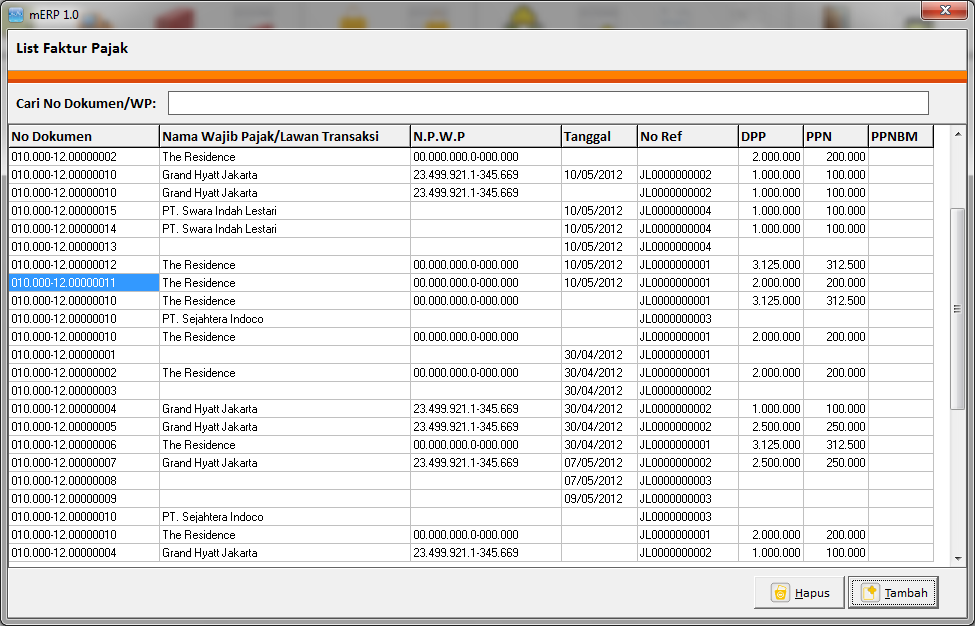 mERP 1.0
List Faktur Pajak
Cari No Dokumen/WP:
No Dokumen Nama Wajib Pajak/Lawan Transaksi N.P.W.P Tanggal No Ref DPP PPN PPNBM
010.000-12.00000002 The Residence 00.000.000.0-000.000 2.000.000 200.000
010.000-12.00000010 Grand Hyatt Jakarta 23.499.921.1-345.669 10/05/2012 JL0000000002 1.000.000 100.000
010.000-12.00000010 Grand Hyatt Jakarta 23.499.921.1-345.669 JL0000000002 1.000.000 100.000
010.000-12.00000015 PT. Swara Indah Lestari 10/05/2012 JL0000000004 1.000.000 100.000
010.000-12.00000014 PT. Swara Indah Lestari 10/05/2012 JL0000000004 1.000.000 100.000
010.000-12.00000013 10/05/2012 JL0000000004
010.000-12.00000012 The Residence 00.000.000.0-000.000 10/05/2012 JL0000000001 3.125.000 312.500
010.000-12.00000011 The Residence 00.000.000.0-000.000 10/05/2012 JL0000000001 2.000.000 200.000
010.000-12.00000010 The Residence 00.000.000.0-000.000 JL0000000001 3.125.000 312.500
010.000-12.00000010 PT. Sejahtera Indoco JL0000000003
010.000-12.00000010 The Residence 00.000.000.0-000.000 JL0000000001 2.000.000 200.000
010.000-12.00000001 30/04/2012 JL0000000001
010.000-12.00000002 The Residence 00.000.000.0-000.000 30/04/2012 JL0000000001 2.000.000 200.000
010.000-12.00000003 30/04/2012 JL0000000002
010.000-12.00000004 Grand Hyatt Jakarta 23.499.921.1-345.669 30/04/2012 JL0000000002 1.000.000 100.000
010.000-12.00000005 Grand Hyatt Jakarta 23.499.921.1-345.669 30/04/2012 JL0000000002 2.500.000 250.000
010.000-12.00000006 The Residence 00.000.000.0-000.000 30/04/2012 JL0000000001 3.125.000 312.500
010.000-12.00000007 Grand Hyatt Jakarta 23.499.921.1-345.669 07/05/2012 JL0000000002 2.500.000 250.000
010.000-12.00000008 07/05/2012 JL0000000003
010.000-12.00000009 09/05/2012 JL0000000003
010.000-12.00000010 PT. Sejahtera Indoco JL0000000003
010.000-12.00000010 The Residence 00.000.000.0-000.000 JL0000000001 2.000.000 200.000
010.000-12.00000004 Grand Hyatt Jakarta 23.499.921.1-345.669 JL0000000002 1.000.000 100.000
Hapus Tambah